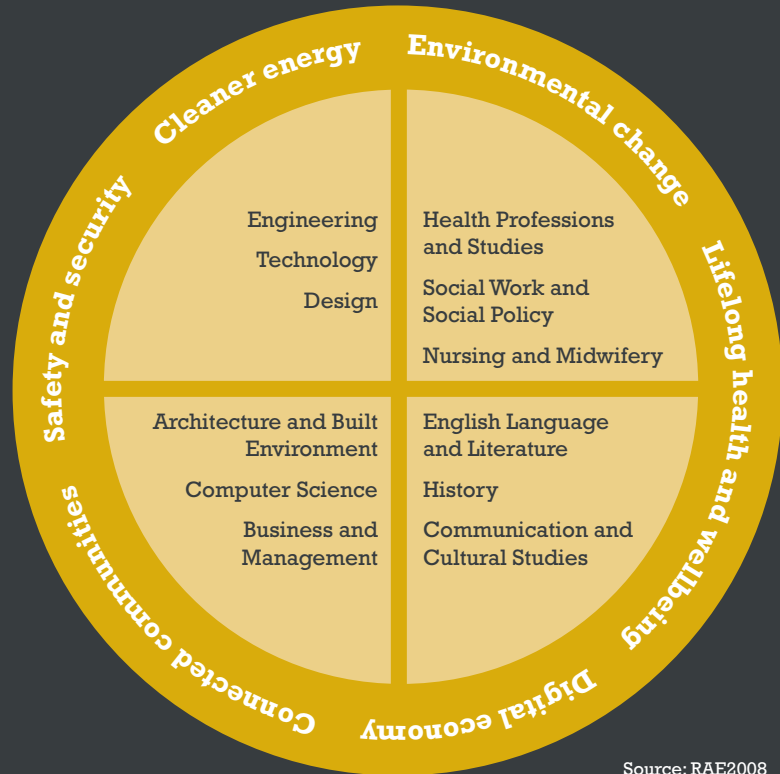 Cleaner energy
Environmental change
Lifelong health and wellbeing
Digital economy
Connected communities
Safety and security
Engineering
Technology
Design
Health Professions
and Studies
Social Work and
Social Policy
Nursing and Midwifery
Architecture and Built
Environment
Computer Science
Business and
Management
English Language
and Literature
History
Communication and
Cultural Studies
Source: RAE2008